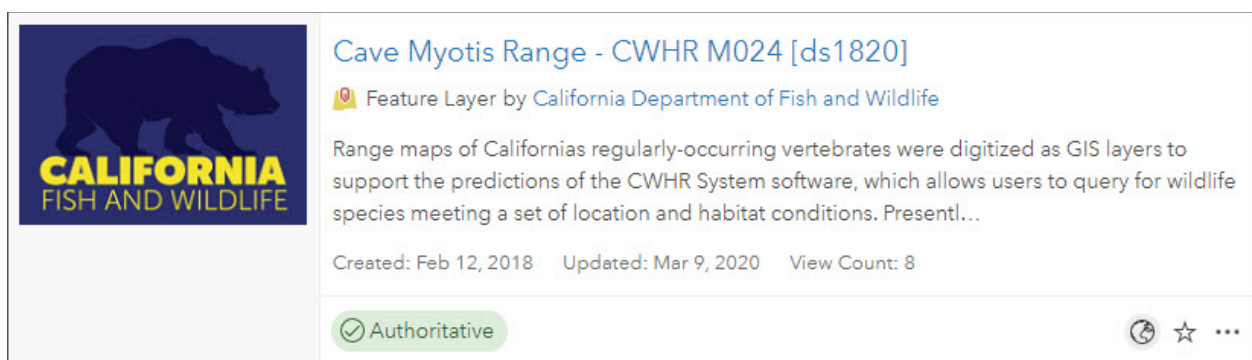 CALIFORNIA
FISH AND WILDLIFE
Cave Myotis Range - CWHR M024 [ds1820]
Feature Layer by California Department of Fish and Wildlife
Range maps of Californias regularly-occurring vertebrates were digitized as GIS layers to
support the predictions of the CWHR System software, which allows users to query for wildlife
species meeting a set of location and habitat conditions. Presentl...
Created: Feb 12, 2018 Updated: Mar 9, 2020 View Count: 8
Authoritative